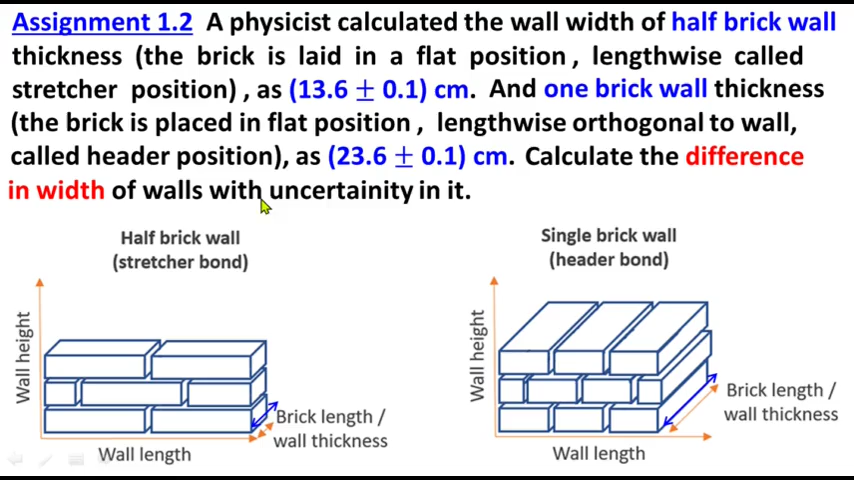 Assignment 1.2 A physicist calculated the wall width of half brick wall
thickness (the brick is laid in a flat position , lengthwise called
stretcher position) , as (13.6 ± 0.1) cm. And one brick wall thickness
(the brick is placed in flat position , lengthwise orthogonal to wall,
called header position), as (23.6 ± 0.1) cm. Calculate the difference
in width of walls with uncertainity in it.
Half brick wall
(stretcher bond)
Wall height
Brick length /
wall thickness
Wall length
Single brick wall
(header bond)
Wall height
Brick length /
wall thickness
Wall length